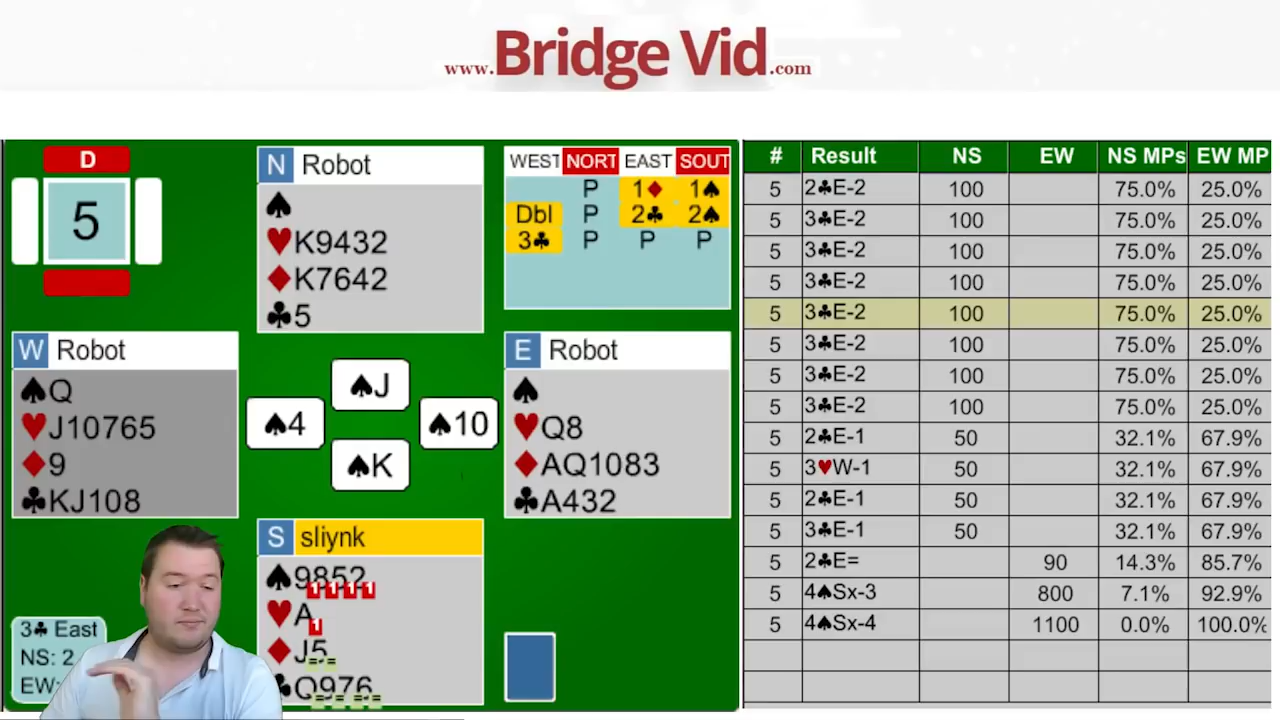 www.Bridge Vid.com
D
5
N Robot
♠
♥K9432
♦K7642
♣5
WEST NORT EAST SOUT
P 1♦ 1♠
Dbl P 2♣ 2♠
3♣ P P P
W Robot
♠Q
♥J10765
♦9
♣KJ108
♠J
♠4
♠10
♠K
E Robot
♠
♥Q8
♦AQ1083
♣A432
S sliynk
♠9852
1 1 1 1
♥A
1
♦J5
= =
♣Q976
= = = =
3♣ East
NS: 2
EW:
# Result NS EW NS MPs EW MP
5 2♣E-2 100 75.0% 25.0%
5 3♣E-2 100 75.0% 25.0%
5 3♣E-2 100 75.0% 25.0%
5 3♣E-2 100 75.0% 25.0%
5 3♣E-2 100 75.0% 25.0%
5 3♣E-2 100 75.0% 25.0%
5 3♣E-2 100 75.0% 25.0%
5 3♣E-2 100 75.0% 25.0%
5 2♣E-1 50 32.1% 67.9%
5 3♥W-1 50 32.1% 67.9%
5 2♣E-1 50 32.1% 67.9%
5 3♣E-1 50 32.1% 67.9%
5 2♣E= 90 14.3% 85.7%
5 4♠Sx-3 800 7.1% 92.9%
5 4♠Sx-4 1100 0.0% 100.0%